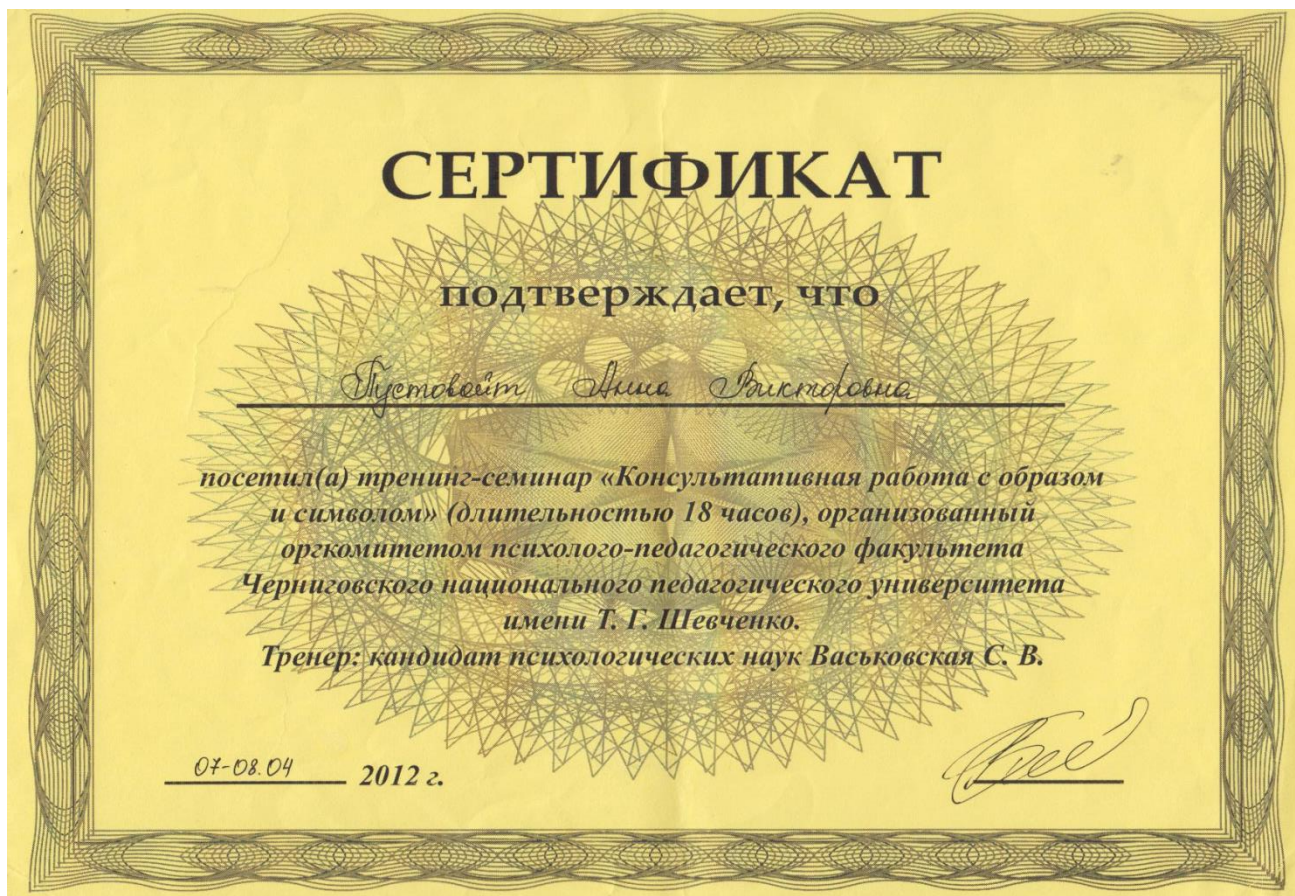 СЕРТИФИКАТ
подтверждает, что
Пустовойт Анна Викторовна
посетил(а) тренинг-семинар «Консультативная работа с образом
и символом» (длительностью 18 часов), организованный
оргкомитетом психолого-педагогического факультета
Черниговского национального педагогического университета
имени Т. Г. Шевченко.
Тренер: кандидат психологических наук Васьковская С. В.
07-08.04 2012 г.